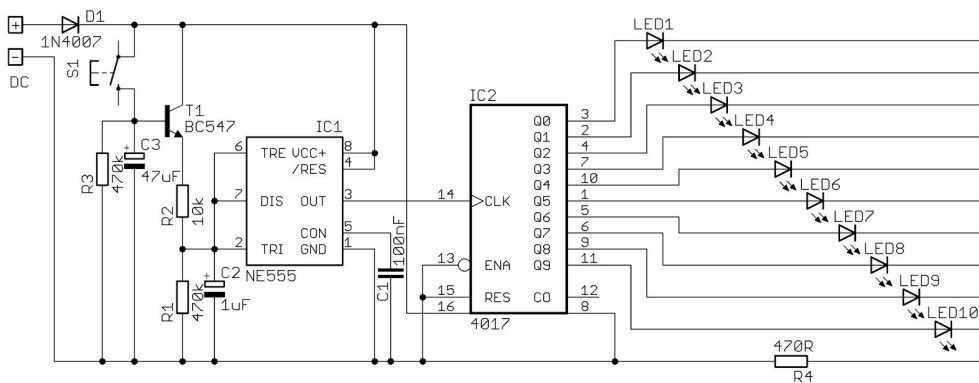 +
D1
1N4007
-
DC
S1
T1
BC547
R3
470k
C3
+
47uF
R2
10k
R1
470k
C2
+
1uF
IC1
6 TRE VCC+ 8
/RES 4
7 DIS OUT 3
CON 5
2 TRI GND 1
NE555
C1
100nF
IC2
14 CLK
13 ENA
15 RES
16
Q0 3
Q1 2
Q2 4
Q3 7
Q4 10
Q5 1
Q6 5
Q7 6
Q8 9
Q9 11
CO 12
8
4017
LED1
LED2
LED3
LED4
LED5
LED6
LED7
LED8
LED9
LED10
470R
R4